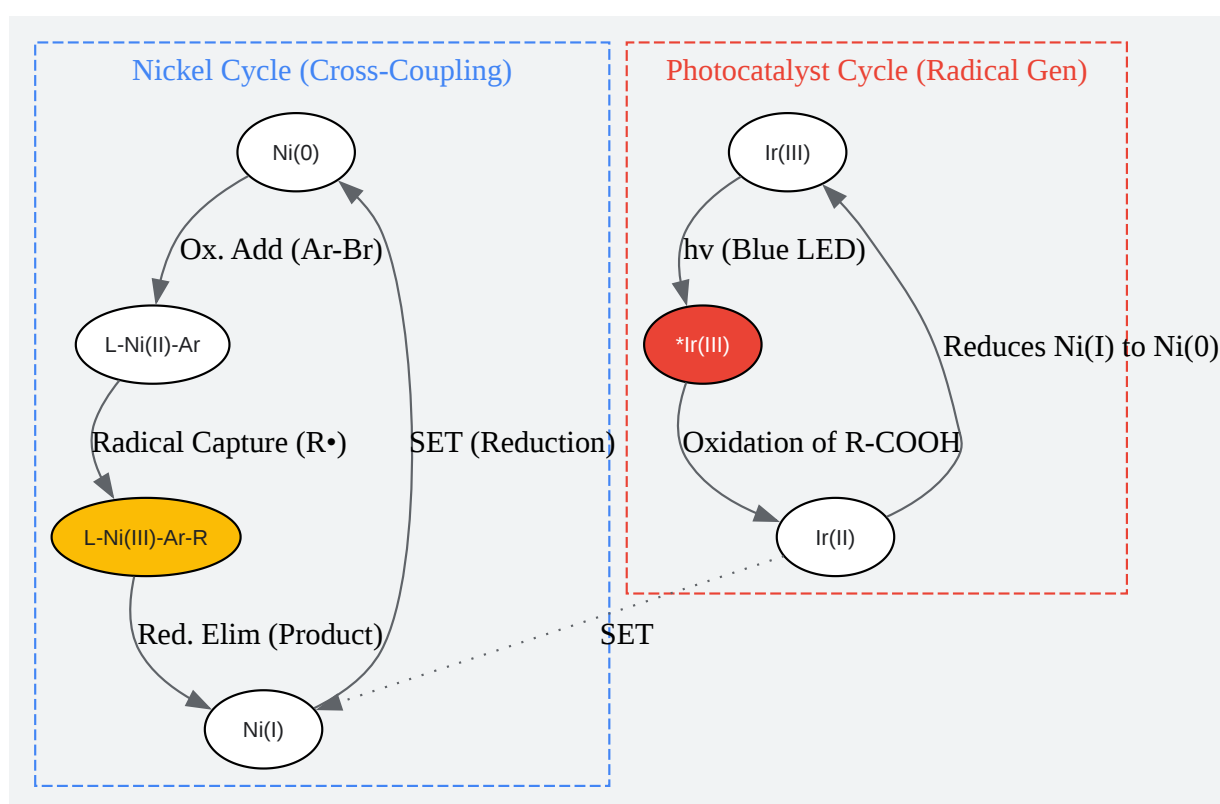 Nickel Cycle (Cross-Coupling)
Ni(0)
Ox. Add (Ar-Br)
L-Ni(II)-Ar
Radical Capture (R•)
SET (Reduction)
L-Ni(III)-Ar-R
Red. Elim (Product)
Ni(I)
SET
Photocatalyst Cycle (Radical Gen)
Ir(III)
hv (Blue LED)
*Ir(III)
Reduces Ni(I) to Ni(0)
Oxidation of R-COOH
Ir(II)